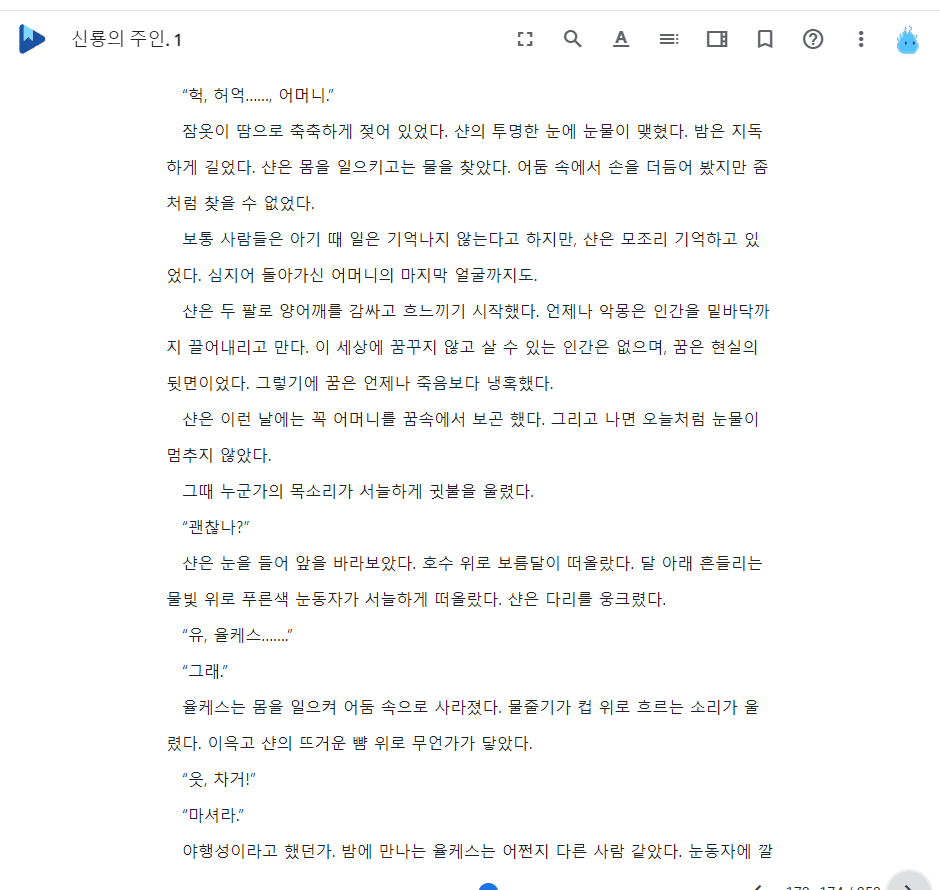 신룡의 주인. 1
“헉, 허억……, 어머니.”
잠옷이 땀으로 축축하게 젖어 있었다. 샨의 투명한 눈에 눈물이 맺혔다. 밤은 지독
하게 길었다. 샨은 몸을 일으키고는 물을 찾았다. 어둠 속에서 손을 더듬어 봤지만 좀
처럼 찾을 수 없었다.
보통 사람들은 아기 때 일은 기억나지 않는다고 하지만, 샨은 모조리 기억하고 있
었다. 심지어 돌아가신 어머니의 마지막 얼굴까지도.
샨은 두 팔로 양어깨를 감싸고 흐느끼기 시작했다. 언제나 악몽은 인간을 밑바닥까
지 끌어내리고 만다. 이 세상에 꿈꾸지 않고 살 수 있는 인간은 없으며, 꿈은 현실의
뒷면이었다. 그렇기에 꿈은 언제나 죽음보다 냉혹했다.
샨은 이런 날에는 꼭 어머니를 꿈속에서 보곤 했다. 그리고 나면 오늘처럼 눈물이
멈추지 않았다.
그때 누군가의 목소리가 서늘하게 귓불을 울렸다.
“괜찮나?”
샨은 눈을 들어 앞을 바라보았다. 호수 위로 보름달이 떠올랐다. 달 아래 흔들리는
물빛 위로 푸른색 눈동자가 서늘하게 떠올랐다. 샨은 다리를 웅크렸다.
“유, 율케스…….”
“그래.”
율케스는 몸을 일으켜 어둠 속으로 사라졌다. 물줄기가 컵 위로 흐르는 소리가 울
렸다. 이윽고 샨의 뜨거운 뺨 위로 무언가가 닿았다.
“읏, 차거!”
“마셔라.”
야행성이라고 했던가. 밤에 만나는 율케스는 어쩐지 다른 사람 같았다. 눈동자에 깔